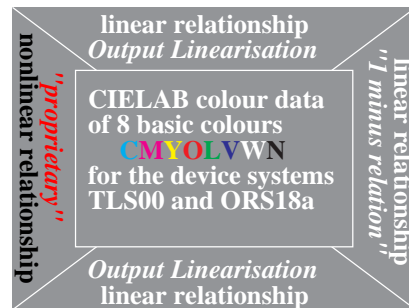 linear relationship
Output Linearisation
nonlinear relationship
"proprietary"
CIELAB colour data
of 8 basic colours
CMYOLVWN
for the device systems
TLS00 and ORS18a
linear relationship
"1 minus relation"
Output Linearisation
linear relationship